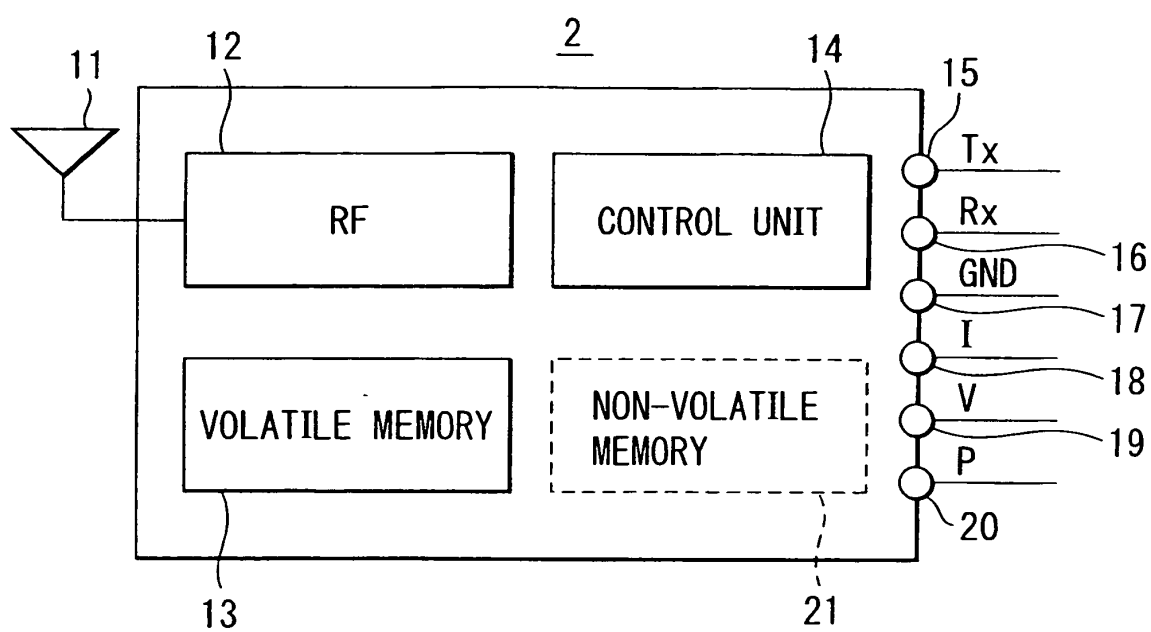 2
11
12
14
15
RF
CONTROL UNIT
Tx
Rx
16
GND
17
I
18
VOLATILE MEMORY
NON-VOLATILE
MEMORY
V
19
P
20
13
21